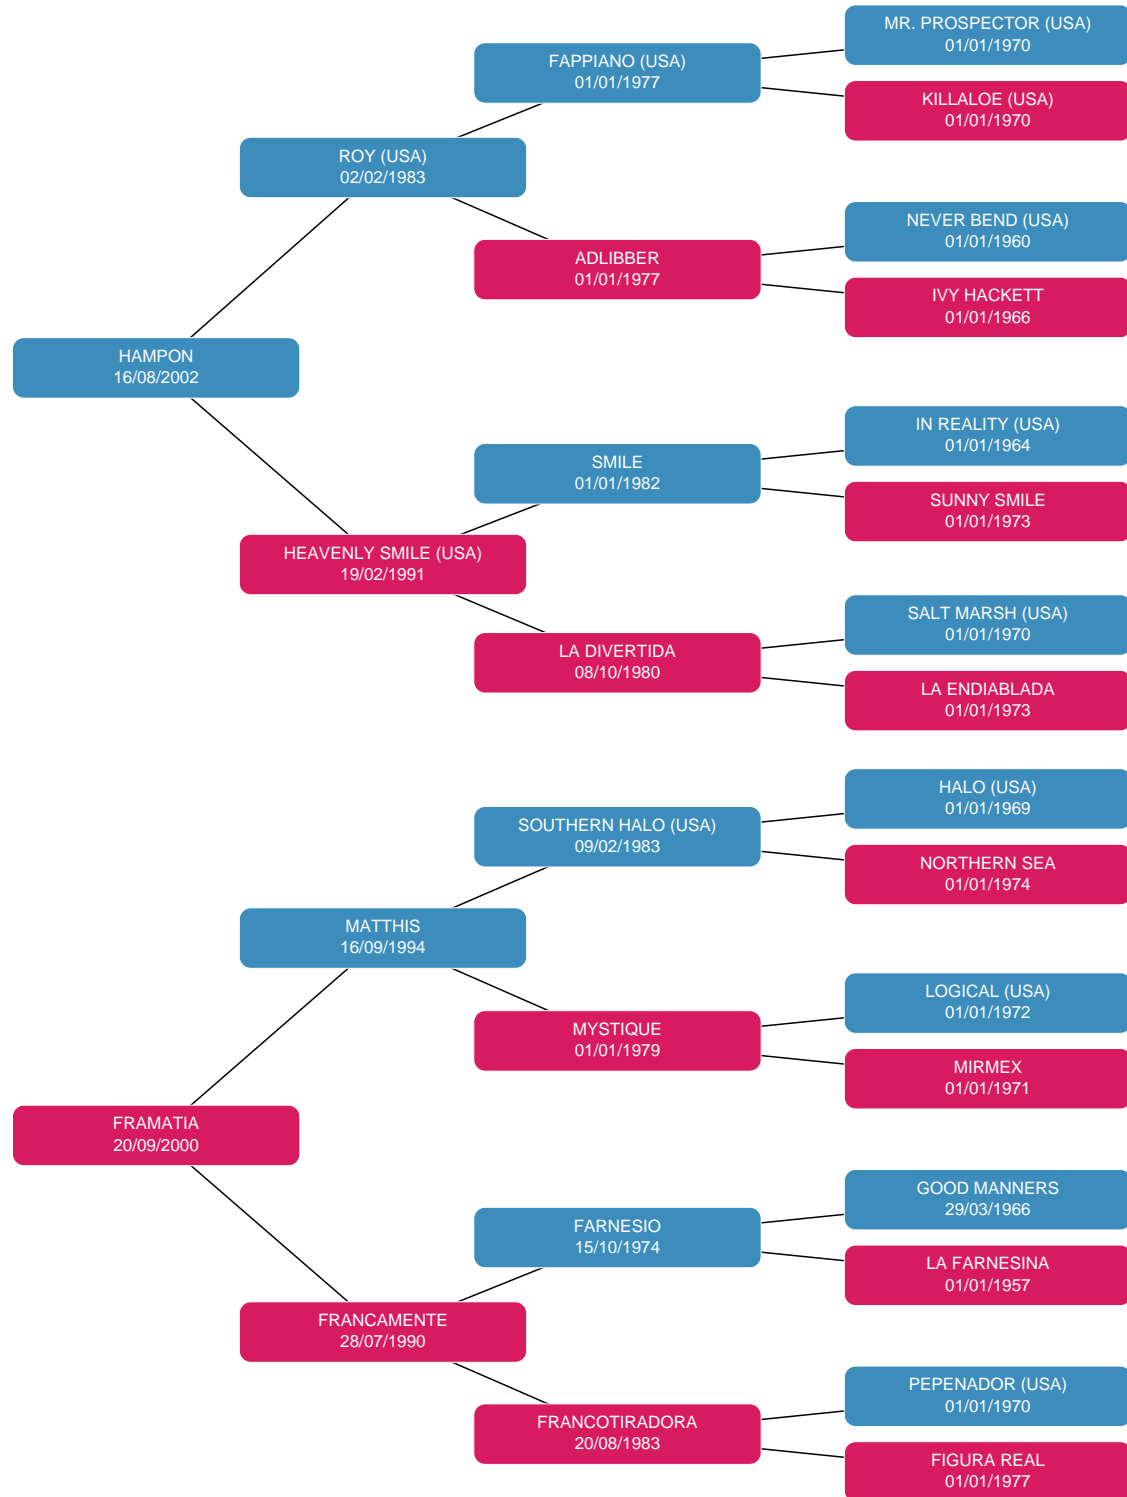 MR. PROSPECTOR (USA)
01/01/1970
FAPPIANO (USA)
01/01/1977
KILLALOE (USA)
01/01/1970
ROY (USA)
02/02/1983
NEVER BEND (USA)
01/01/1960
ADLIBBER
01/01/1977
IVY HACKETT
01/01/1966
HAMPON
16/08/2002
IN REALITY (USA)
01/01/1964
SMILE
01/01/1982
SUNNY SMILE
01/01/1973
HEAVENLY SMILE (USA)
19/02/1991
SALT MARSH (USA)
01/01/1970
LA DIVERTIDA
08/10/1980
LA ENDIABLADA
01/01/1973
HALO (USA)
01/01/1969
SOUTHERN HALO (USA)
09/02/1983
NORTHERN SEA
01/01/1974
MATTHIS
16/09/1994
LOGICAL (USA)
01/01/1972
MYSTIQUE
01/01/1979
MIRMEX
01/01/1971
FRAMATIA
20/09/2000
GOOD MANNERS
29/03/1966
FARNESIO
15/10/1974
LA FARNESINA
01/01/1957
FRANCAMENTE
28/07/1990
PEPENADOR (USA)
01/01/1970
FRANCOTIRADORA
20/08/1983
FIGURA REAL
01/01/1977